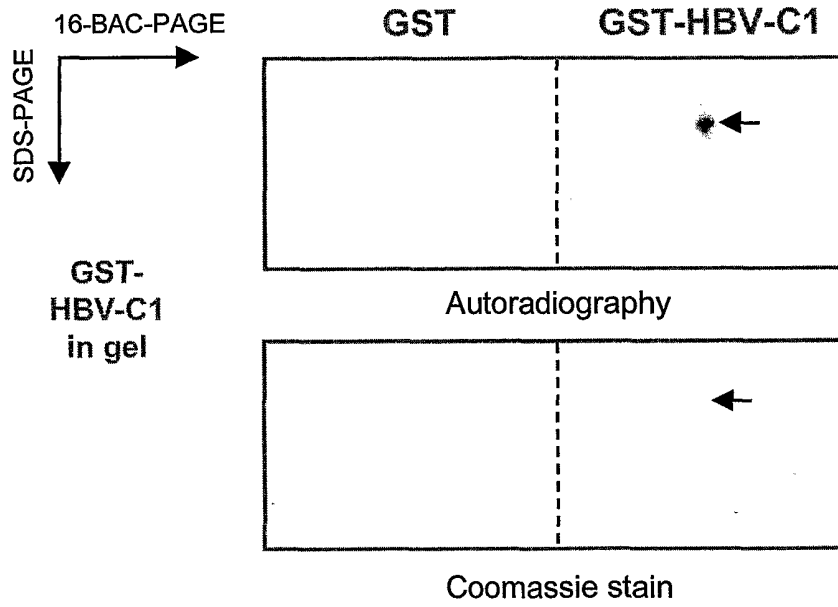 16-BAC-PAGE
SDS-PAGE
GST
GST-HBV-C1
GST-
HBV-C1
in gel
Autoradiography
Coomassie stain